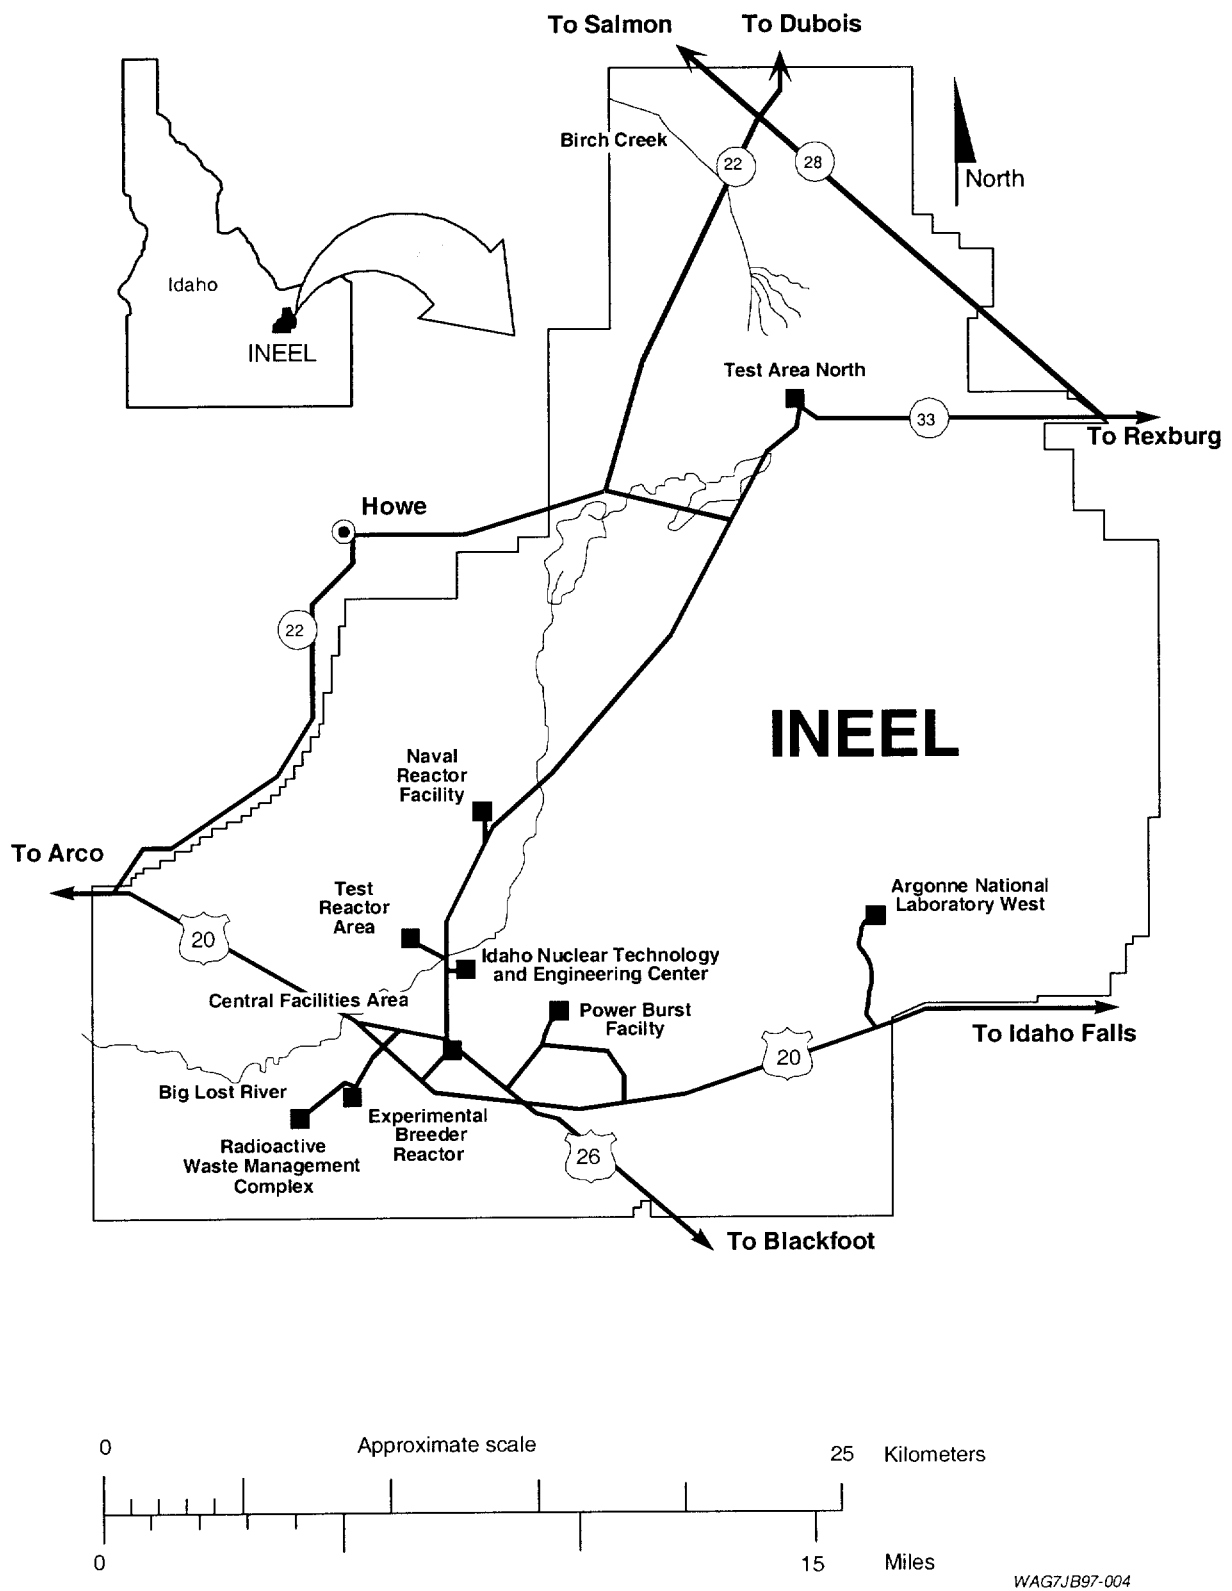 To Salmon
To Dubois
Birch Creek
22
28
North
Idaho
INEEL
Test Area North
33
To Rexburg
Howe
22
INEEL
Naval
Reactor
Facility
To Arco
Test
Reactor
Area
Argonne National
Laboratory West
20
Idaho Nuclear Technology
and Engineering Center
Central Facilities Area
Power Burst
Facilty
To Idaho Falls
20
Big Lost River
Experimental
Breeder
Reactor
Radioactive
Waste Management
Complex
26
To Blackfoot
0
Approximate scale
25
Kilometers
0
15
Miles
WAG7JB97-004